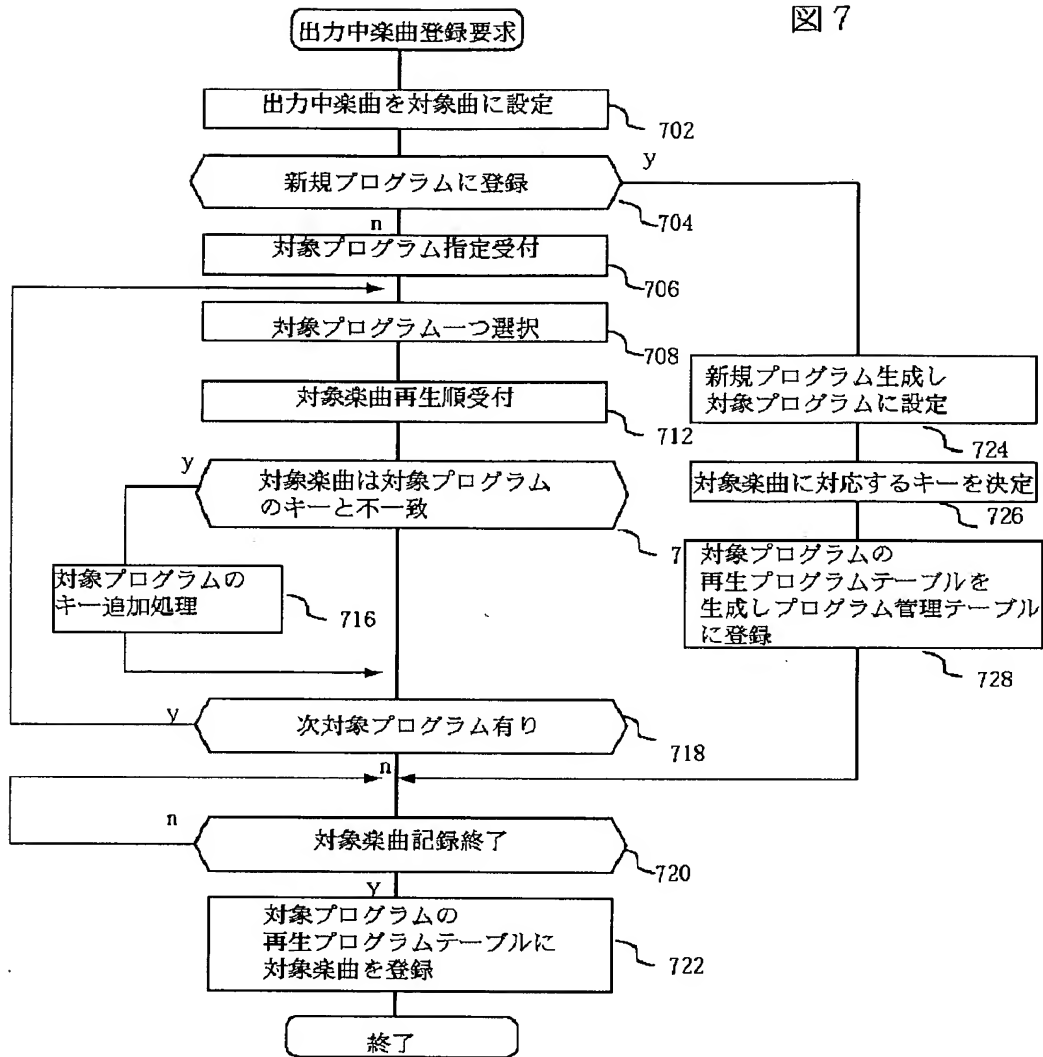 図7
出力中楽曲登録要求
出力中楽曲を対象曲に設定
702
新規プログラムに登録
y
704
n
対象プログラム指定受付
706
対象プログラム一つ選択
708
対象楽曲再生順受付
712
y
対象楽曲は対象プログラム
のキーと不一致
7
対象プログラムの
キー追加処理
716
新規プログラム生成し
対象プログラムに設定
724
対象楽曲に対応するキーを決定
726
対象プログラムの
再生プログラムテーブルを
生成しプログラム管理テーブル
に登録
728
y
次対象プログラム有り
718
n
n
対象楽曲記録終了
720
y
対象プログラムの
再生プログラムテーブルに
対象楽曲を登録
722
終了